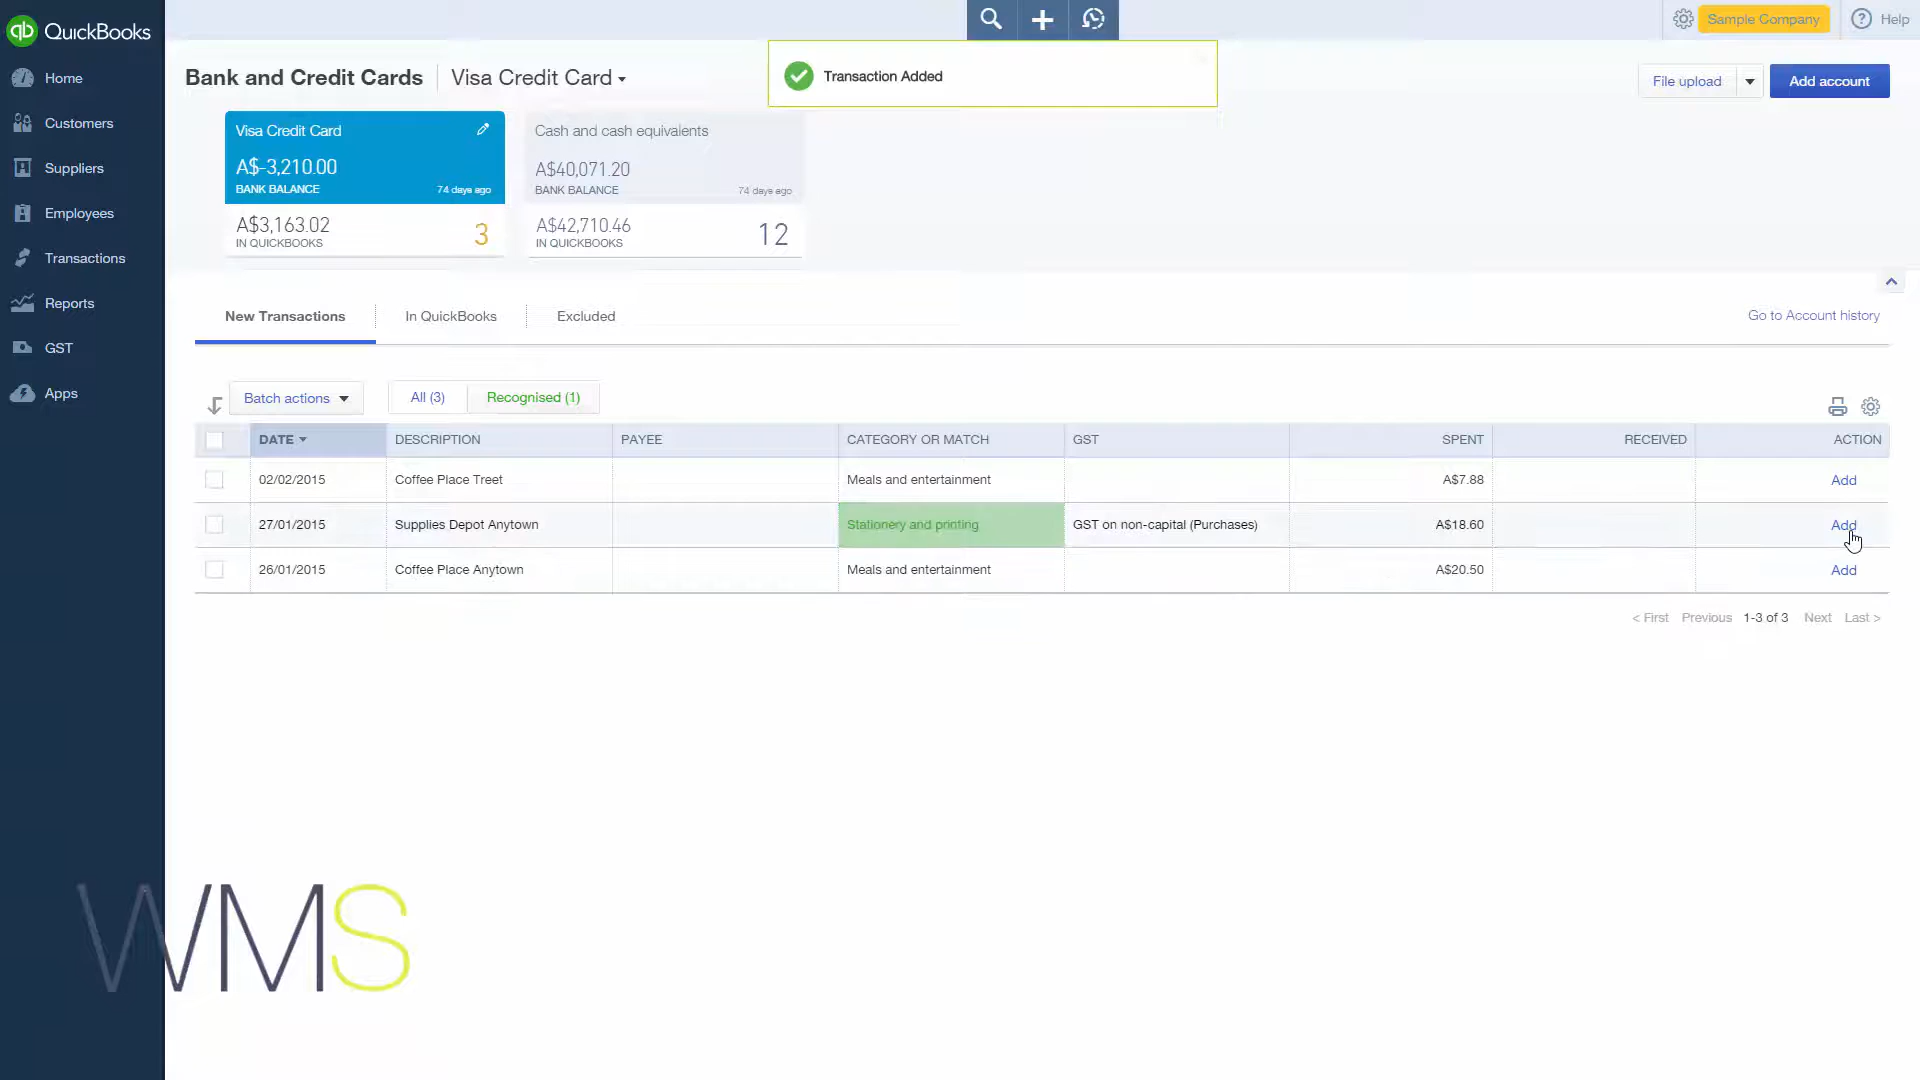 QuickBooks
Home
Customers
Suppliers
Employees
Transactions
Reports
GST
Apps
Sample Company
Help
Bank and Credit Cards
Visa Credit Card
Transaction Added
File upload
Add account
Visa Credit Card
A$-3,210.00
BANK BALANCE 74 days ago
A$3,163.02
IN QUICKBOOKS
3
Cash and cash equivalents
A$40,071.20
BANK BALANCE 74 days ago
A$42,710.46
IN QUICKBOOKS
12
New Transactions In QuickBooks Excluded
Go to Account history
Batch actions All (3) Recognised (1)
DATE DESCRIPTION PAYEE CATEGORY OR MATCH GST SPENT RECEIVED ACTION
02/02/2015 Coffee Place Treet Meals and entertainment A$7.88 Add
27/01/2015 Supplies Depot Anytown Stationery and printing GST on non-capital (Purchases) A$18.60 Add
26/01/2015 Coffee Place Anytown Meals and entertainment A$20.50 Add
< First Previous 1-3 of 3 Next Last >
WMS